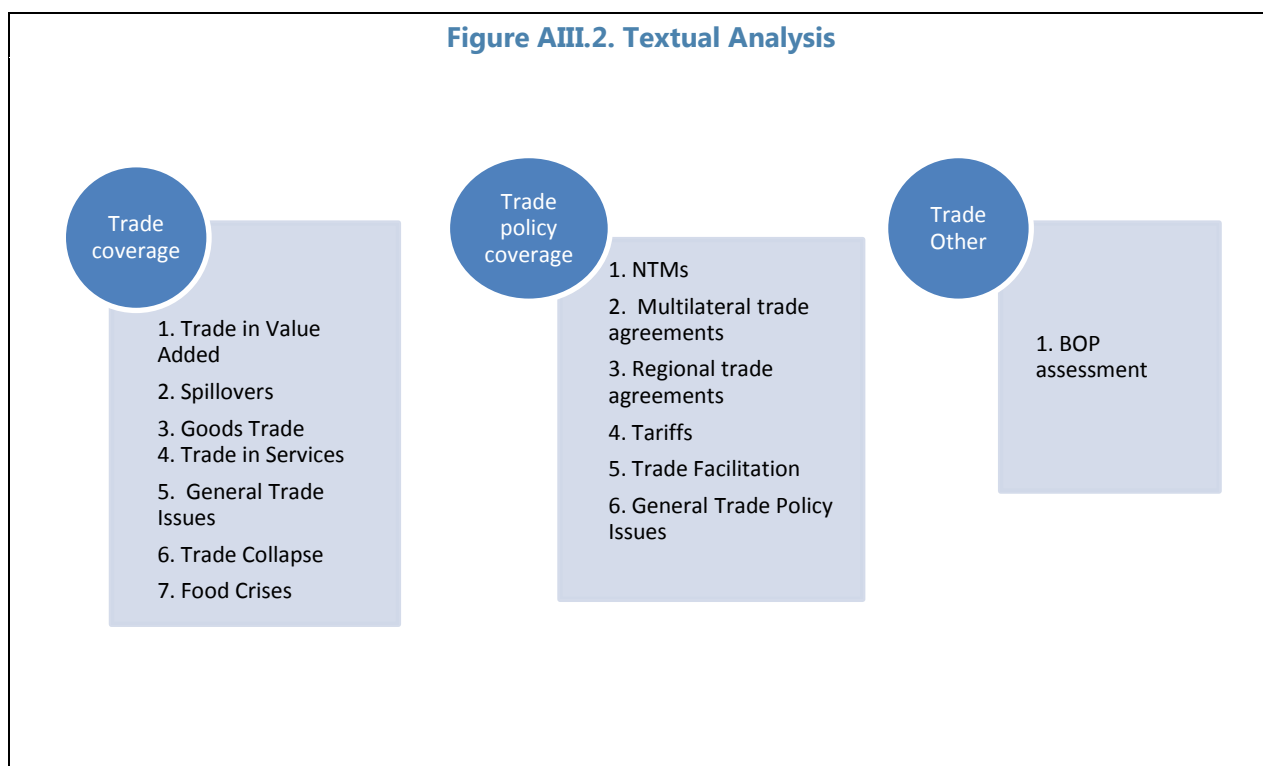 Figure AIII.2. Textual Analysis
Trade
coverage
1. Trade in Value
Added
2. Spillovers
3. Goods Trade
4. Trade in Services
5. General Trade
Issues
6. Trade Collapse
7. Food Crises
Trade
policy
coverage
1. NTMs
2. Multilateral trade
agreements
3. Regional trade
agreements
4. Tariffs
5. Trade Facilitation
6. General Trade Policy
Issues
Trade
Other
1. BOP
assessment